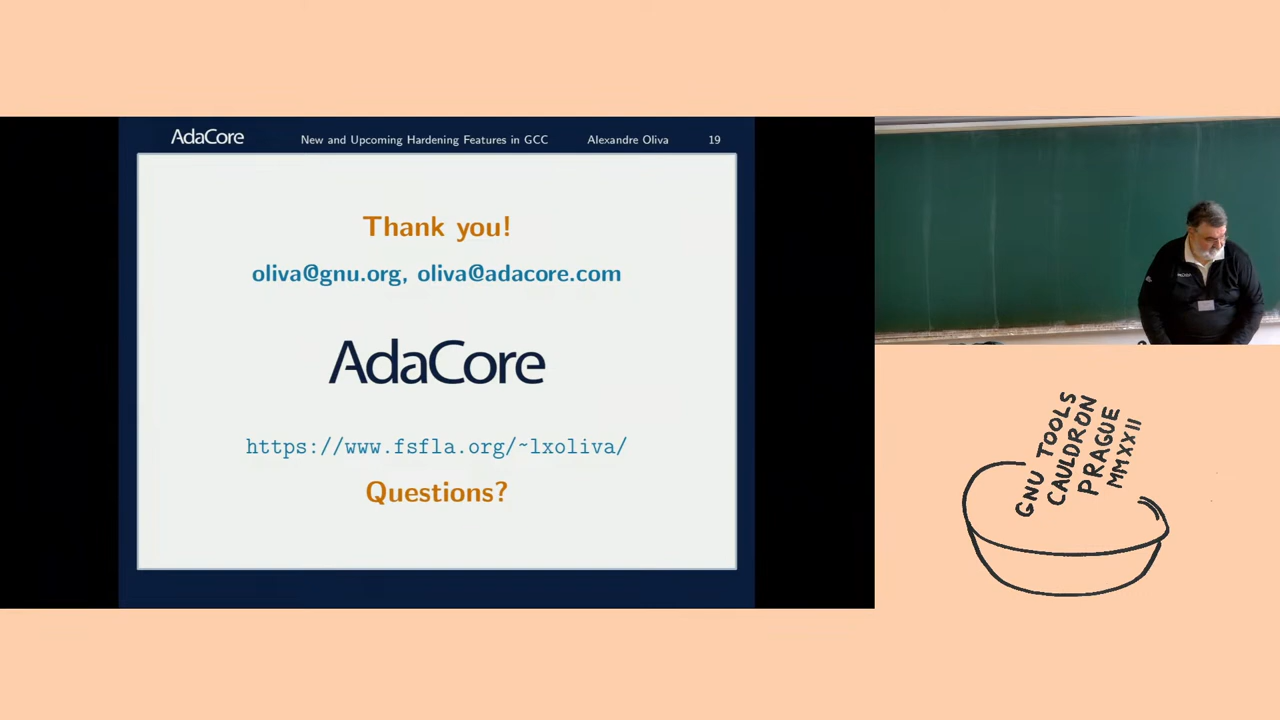 AdaCore New and Upcoming Hardening Features in GCC Alexandre Oliva 19
Thank you!
oliva@gnu.org, oliva@adacore.com
AdaCore
https://www.fsfla.org/~lxoliva/
Questions?
GNU TOOLS
CAULDRON
PRAGUE
MMXXII